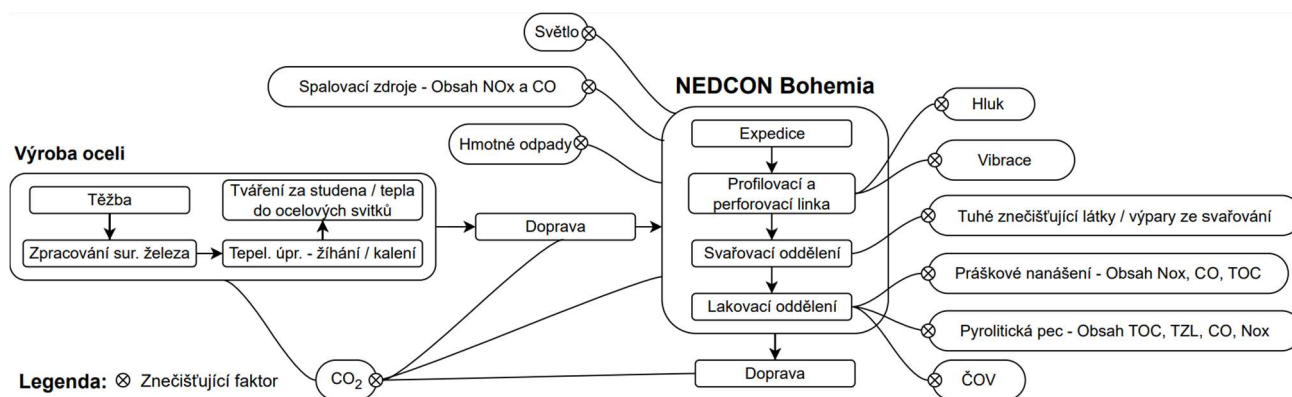 Světlo
Spalovací zdroje - Obsah NOx a CO
Hmotné odpady
NEDCON Bohemia
Expedice
Profilovací a
perforovací linka
Svařovací oddělení
Lakovací oddělení
Doprava
Hluk
Vibrace
Tuhé znečišťující látky / výpary ze svařování
Práškové nanášení - Obsah Nox, CO, TOC
Pyrolitická pec - Obsah TOC, TZL, CO, Nox
ČOV
Výroba oceli
Těžba
Zpracování sur. železa
Tváření za studena / tepla
do ocelových svitků
Tepel. úpr. - žíhání / kalení
Doprava
CO₂
Legenda: ⊗ Znečišťující faktor